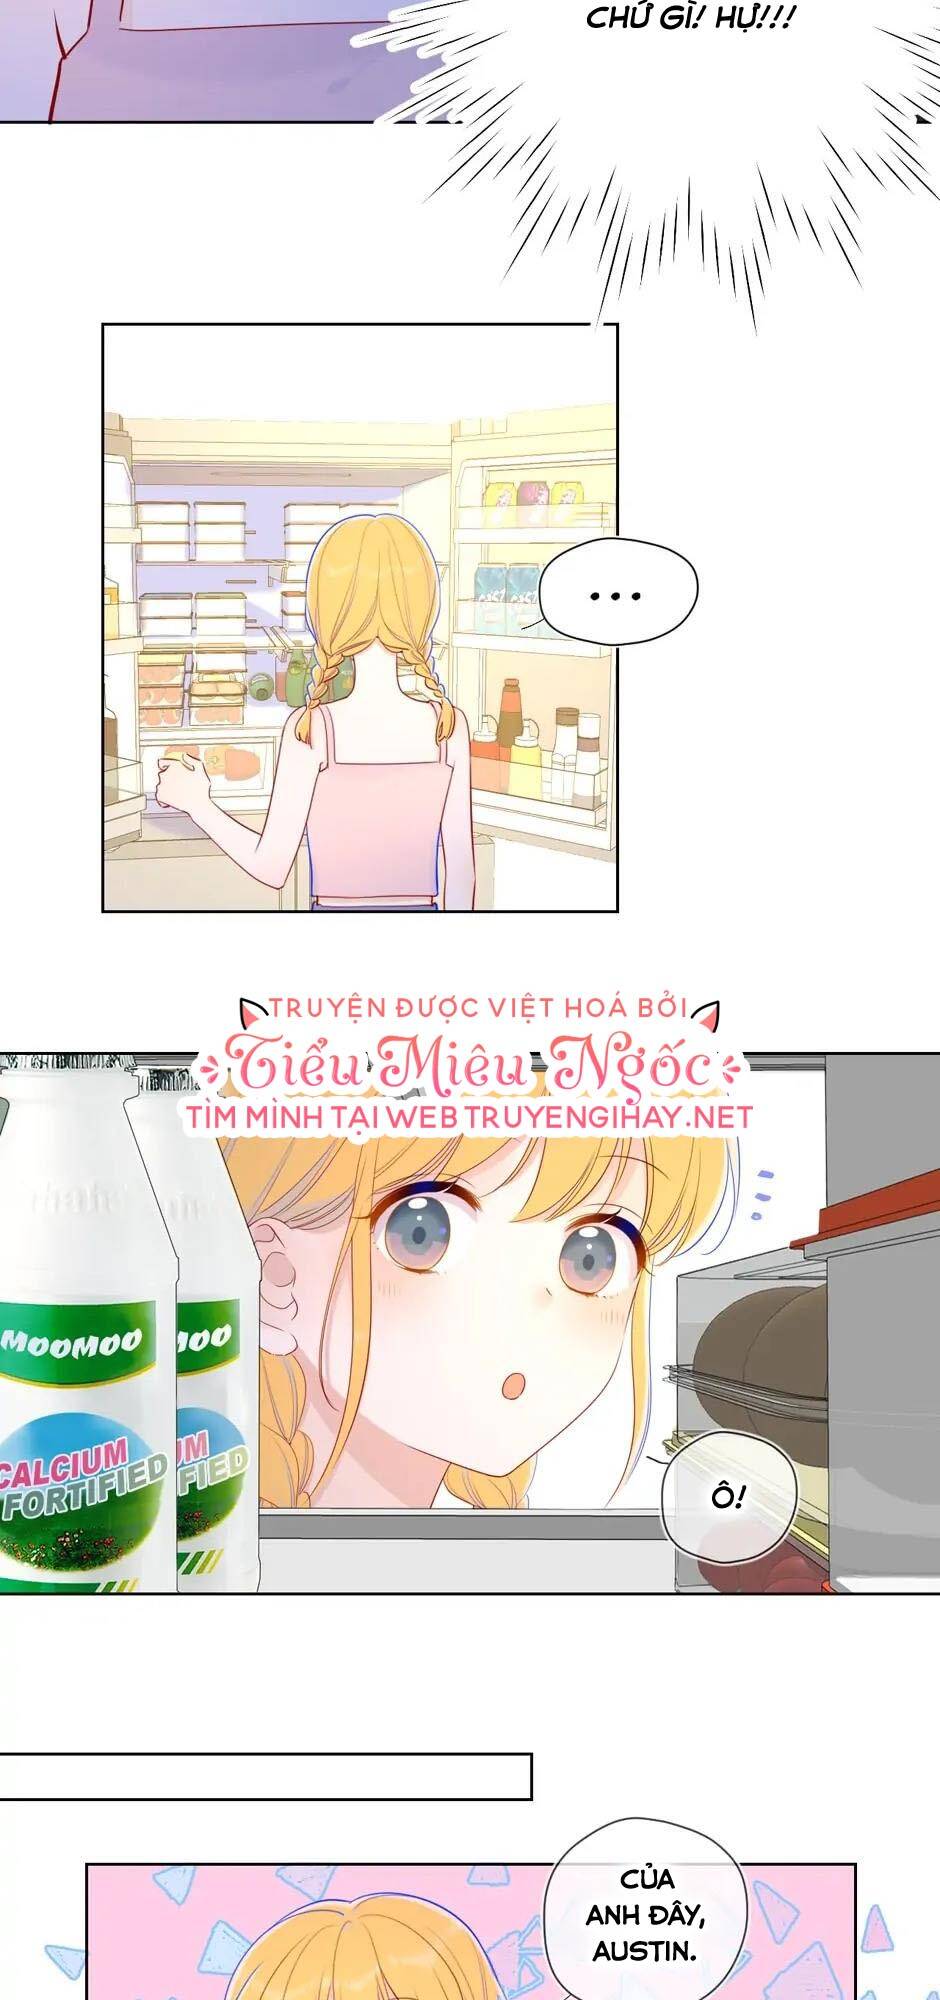 CHỨ GÌ! HỰ!!!
...
TRUYỆN ĐƯỢC VIỆT HOÁ BỞI
TIỂU MIÊU NGỐC
TÌM MÌNH TẠI WEB TRUYENGIHAY.NET
MOOMOO
CALCIUM
FORTIFIED
Ô!
CỦA
ANH ĐÂY,
AUSTIN.